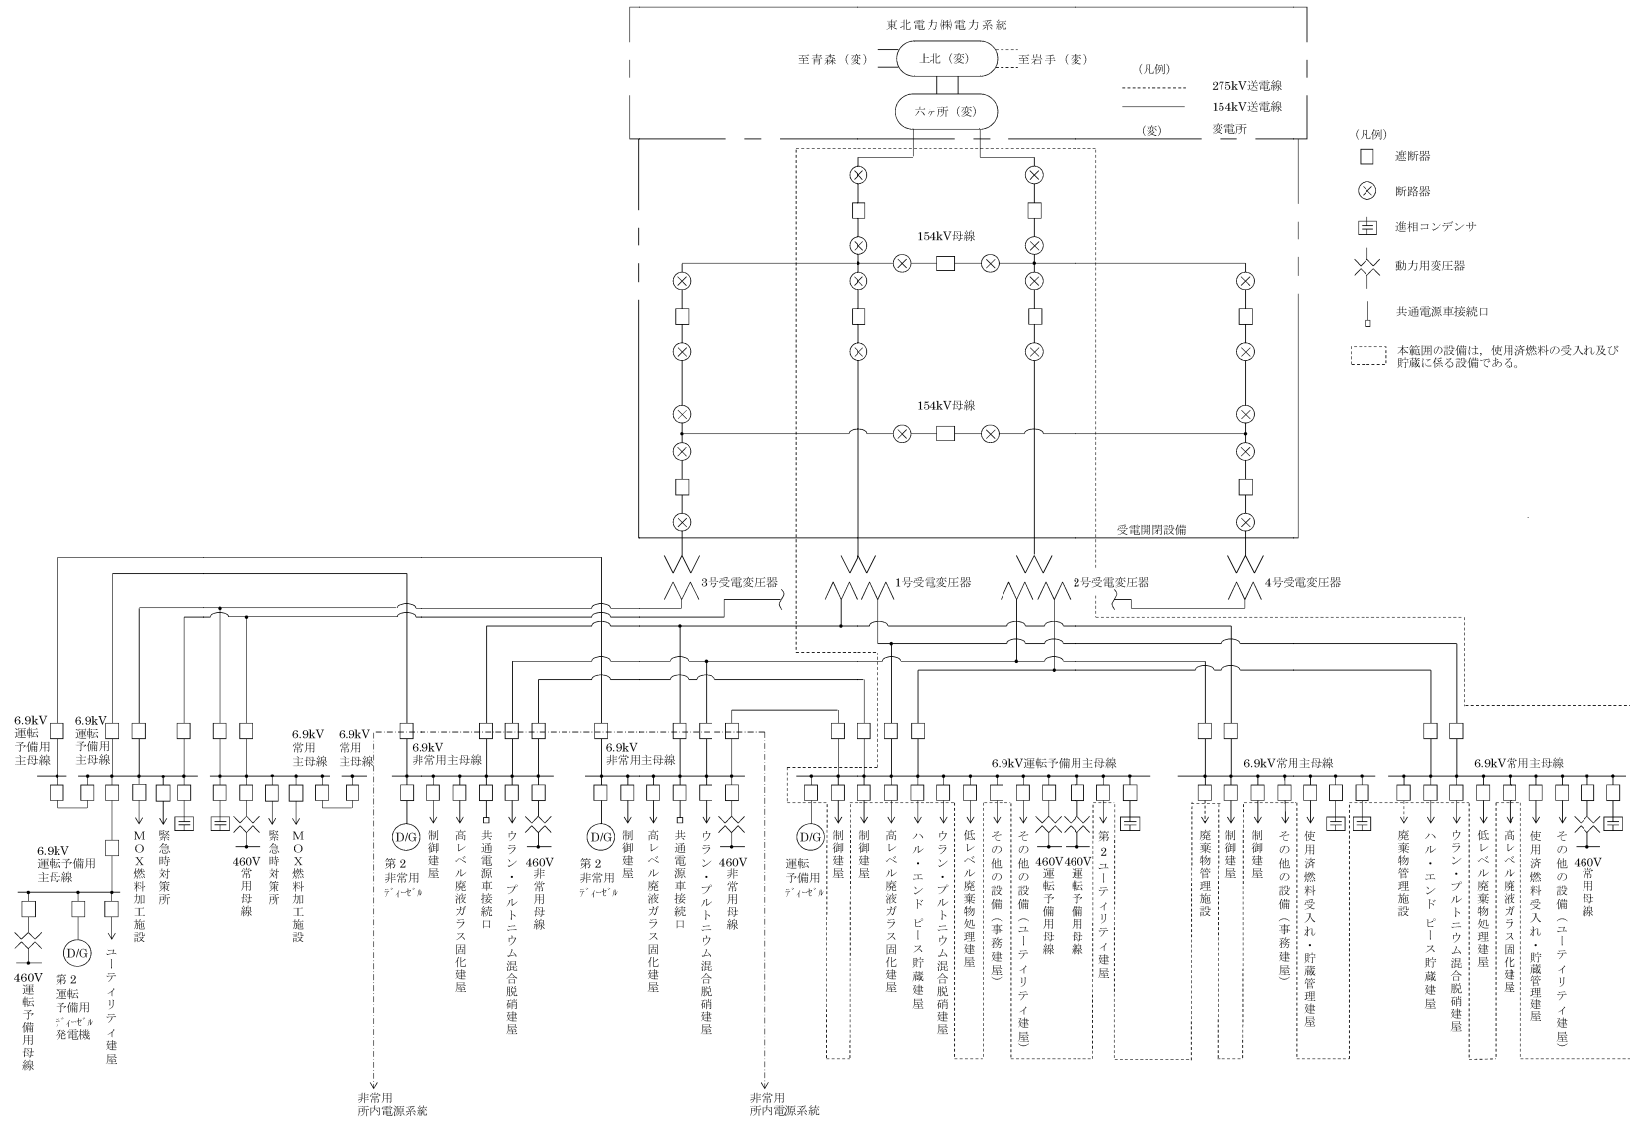 東北電力㈱電力系統
至青森（変）
上北（変）
至岩手（変）
六ヶ所（変）
（凡例）
275kV送電線
154kV送電線
（変）
変電所
（凡例）
遮断器
断路器
進相コンデンサ
動力用変圧器
共通電源車接続口
本範囲の設備は，使用済燃料の受入れ及び
貯蔵に係る設備である。
154kV母線
154kV母線
受電開閉設備
3号受電変圧器
1号受電変圧器
2号受電変圧器
4号受電変圧器
6.9kV
運転
予備用
主母線
6.9kV
運転
予備用
主母線
6.9kV
常用
主母線
6.9kV
常用
主母線
6.9kV
非常用主母線
6.9kV
非常用主母線
6.9kV運転予備用主母線
6.9kV常用主母線
6.9kV常用主母線
MOX燃料加工施設
緊急時対策所
460V
常用母線
緊急時対策所
MOX燃料加工施設
6.9kV
運転予備用
主母線
460V
運転予備用母線
D/G
第2
運転
予備用
ディーゼル
発電機
ユーティリティ建屋
D/G
第2
非常用
ディーゼル
制御建屋
高レベル廃液ガラス固化建屋
共通電源車接続口
ウラン・プルトニウム混合脱硝建屋
460V
非常用母線
D/G
第2
非常用
ディーゼル
制御建屋
高レベル廃液ガラス固化建屋
共通電源車接続口
ウラン・プルトニウム混合脱硝建屋
460V
非常用母線
D/G
運転
予備用
ディーゼル
制御建屋
制御建屋
高レベル廃液ガラス固化建屋
ハル・エンド ピース貯蔵建屋
ウラン・プルトニウム混合脱硝建屋
低レベル廃棄物処理建屋
その他の設備（事務建屋）
その他の設備（ユーティリティ建屋）
460V
運転予備用母線
460V
運転予備用母線
第2ユーティリティ建屋
廃棄物管理施設
制御建屋
制御建屋
その他の設備（事務建屋）
使用済燃料受入れ・貯蔵管理建屋
廃棄物管理施設
ハル・エンド ピース貯蔵建屋
ウラン・プルトニウム混合脱硝建屋
低レベル廃棄物処理建屋
高レベル廃液ガラス固化建屋
使用済燃料受入れ・貯蔵管理建屋
その他の設備（ユーティリティ建屋）
460V
常用母線
非常用
所内電源系統
非常用
所内電源系統